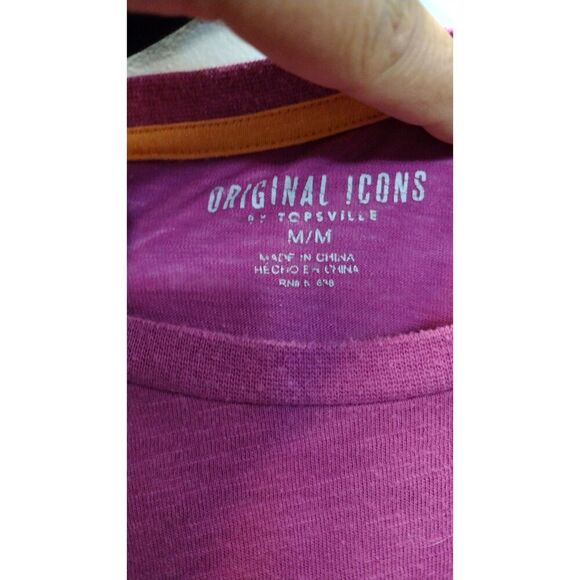 ORIGINAL ICONS
BY TOPSVILLE
M/M
MADE IN CHINA
HECHO EN CHINA